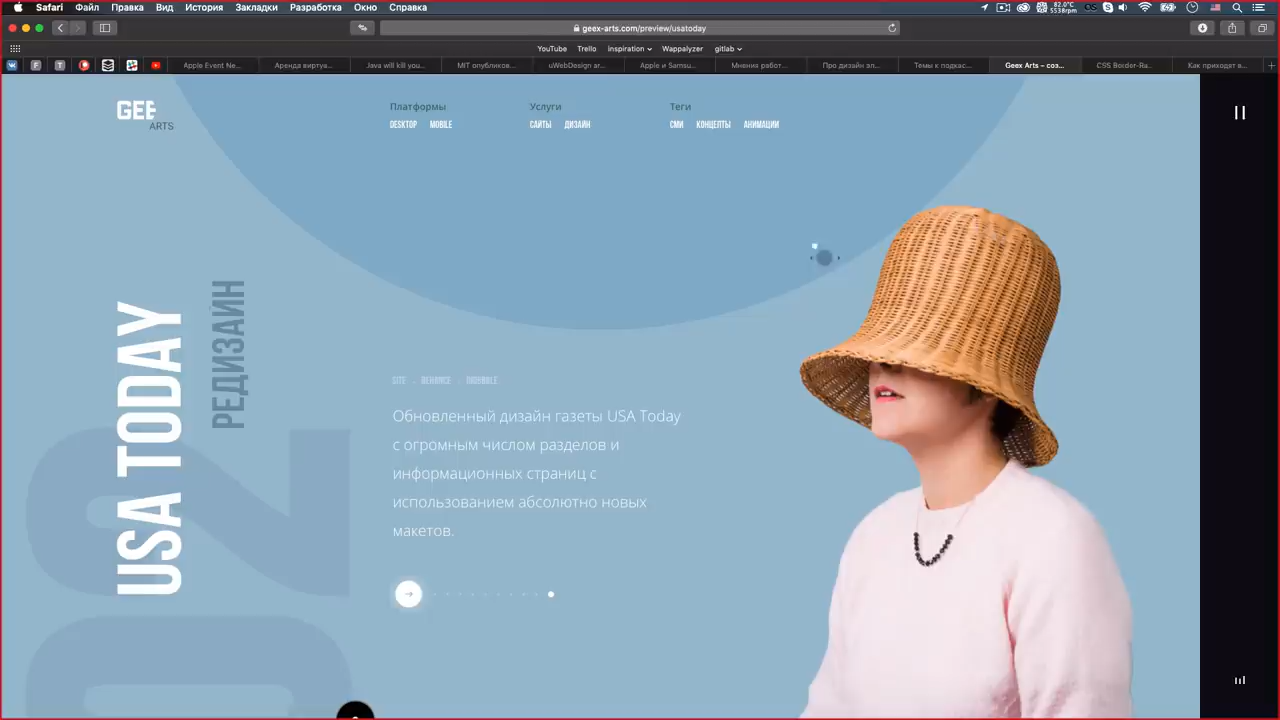 Safari Файл Правка Вид История Закладки Разработка Окно Справка
82.0°C
5538rpm
geex-arts.com/preview/usatoday
YouTube Trello inspiration Wappalyzer gitlab
Apple Event Ne... Аренда виртуа... Java will kill you... MIT опубликов... uWebDesign ar... Apple и Samsu... Мнения работ... Про дизайн эл... Темы к подкас... Geex Arts – соз... CSS Border-Ra... Как приходят в...
GEE
ARTS
Платформы
DESKTOP MOBILE
Услуги
САЙТЫ ДИЗАЙН
Теги
СМИ КОНЦЕПТЫ АНИМАЦИИ
USA TODAY
РЕДИЗАЙН
02
Обновленный дизайн газеты USA Today
с огромным числом разделов и
информационных страниц с
использованием абсолютно новых
макетов.